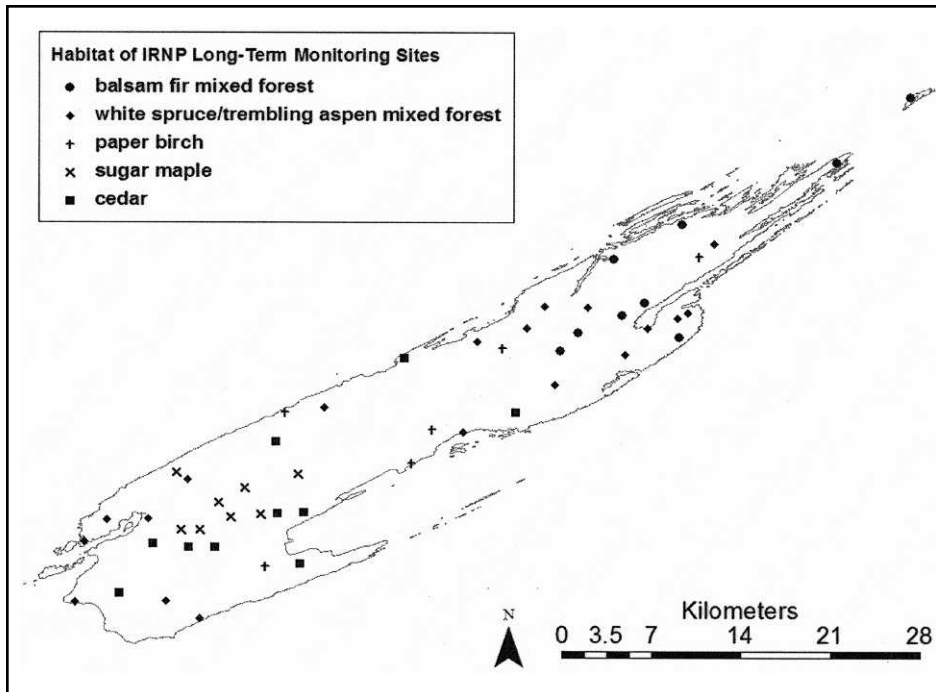 Habitat of IRNP Long-Term Monitoring Sites
balsam fir mixed forest
white spruce/trembling aspen mixed forest
paper birch
sugar maple
cedar
N
Kilometers
0 3.5 7 14 21 28